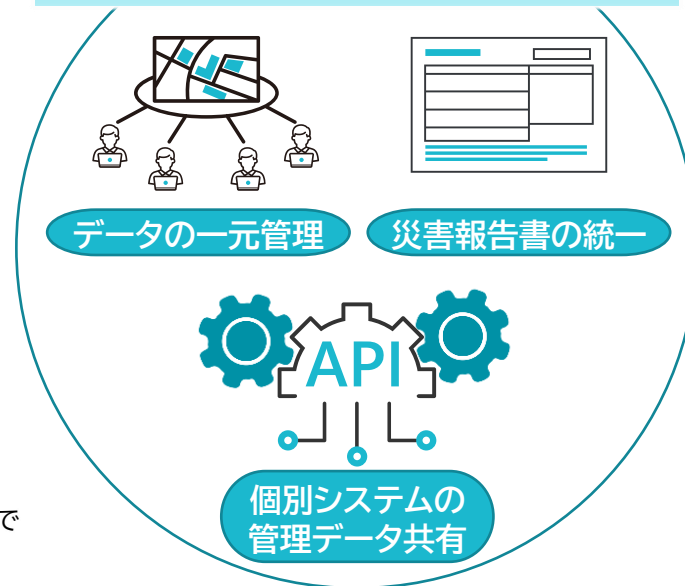 データの一元管理
災害報告書の統一
API
個別システムの
管理データ共有
で